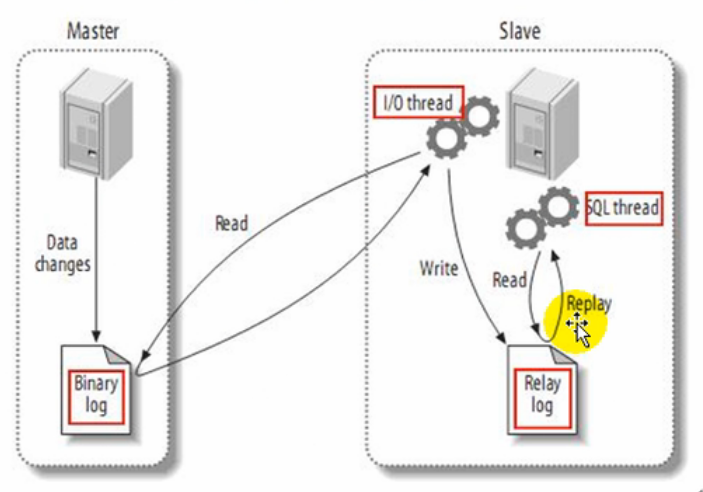 Master
Slave
I/O thread
SQL thread
Read
Data
changes
Write
Read
Replay
Binary
log
Relay
log